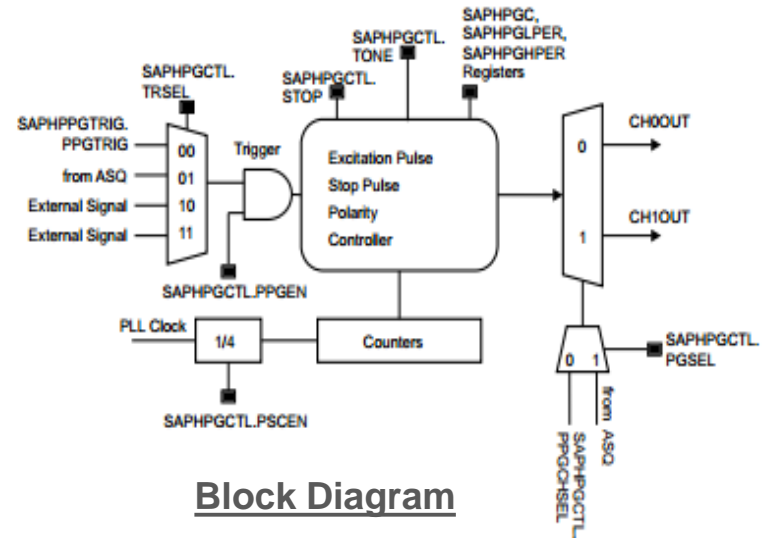 SAPHPGC,
SAPHPGLPER,
SAPHPGHPER
Registers
SAPHPGCTL.
TONE
SAPHPGCTL.
STOP
SAPHPGCTL.
TRSEL
SAPHPPGTRIG.
PPGTRIG
from ASQ
External Signal
External Signal
00
01
10
11
Trigger
SAPHPGCTL.PPGEN
Excitation Pulse
Stop Pulse
Polarity
Controller
0
1
CH0OUT
CH1OUT
PLL Clock
1/4
Counters
SAPHPGCTL.PSCEN
0 1
SAPHPGCTL.
PGSEL
from ASQ
SAPHPGCTL.
PPGCHSEL
Block Diagram